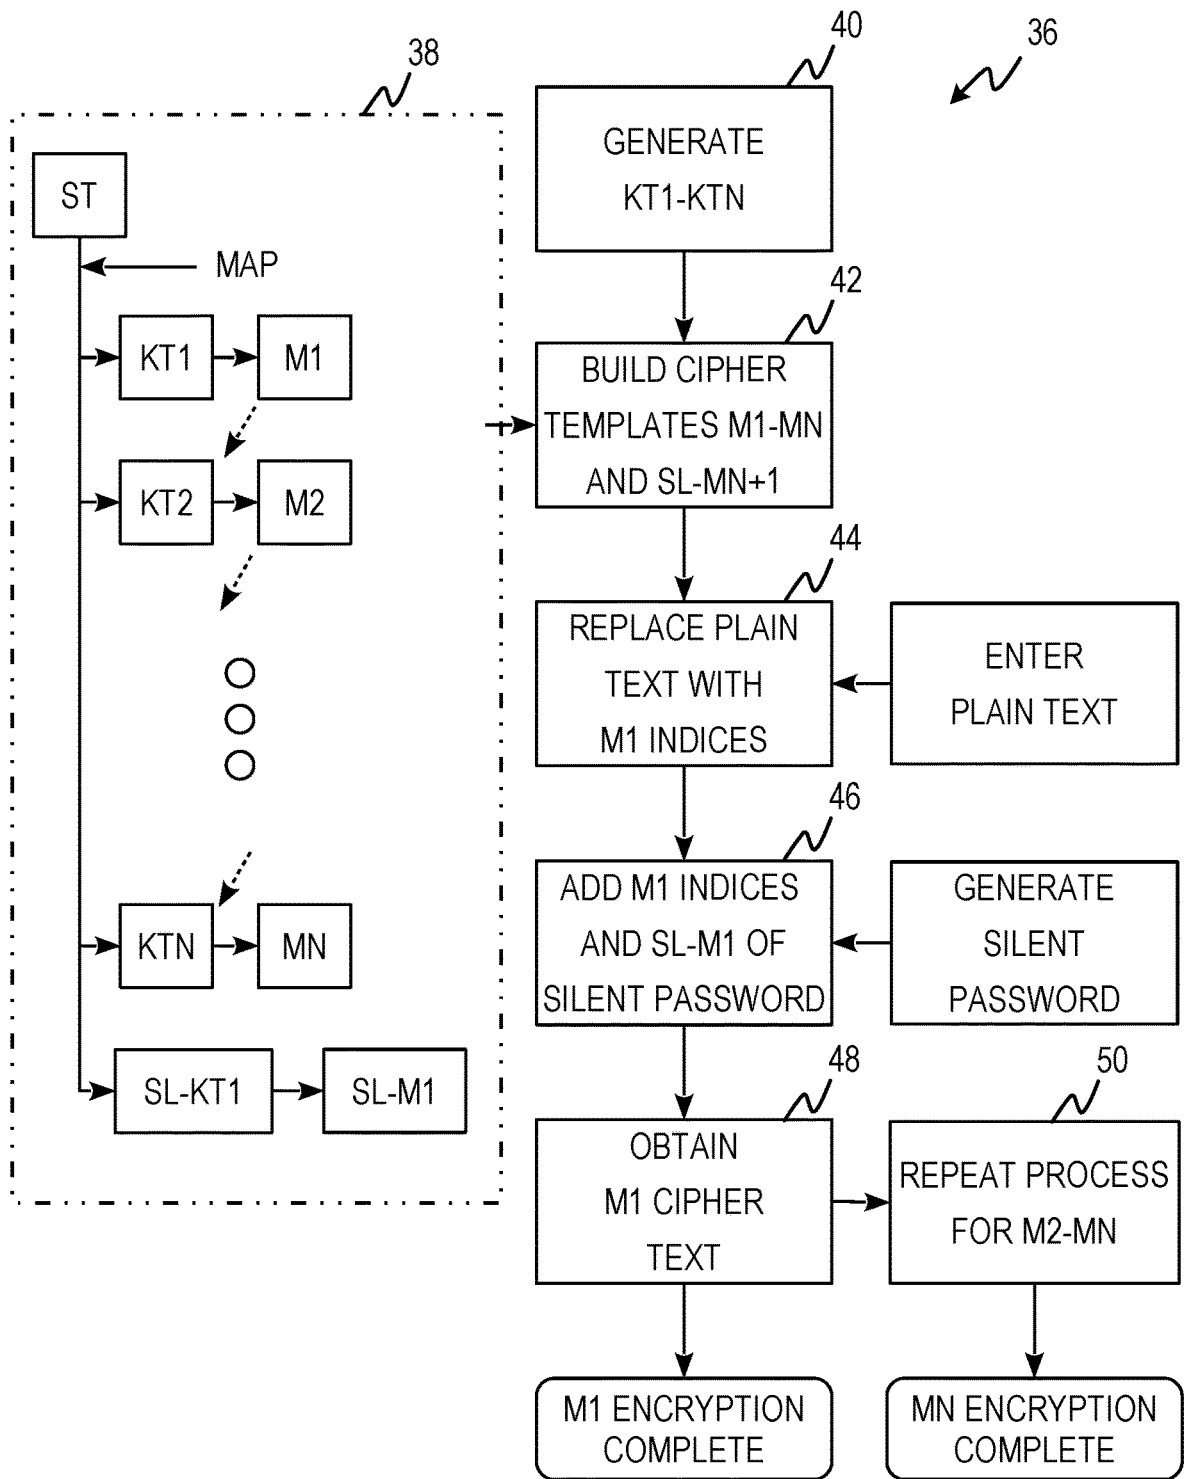 38
ST
MAP
KT1
M1
KT2
M2
KTN
MN
SL-KT1
SL-M1
36
40
GENERATE
KT1-KTN
42
BUILD CIPHER
TEMPLATES M1-MN
AND SL-MN+1
44
REPLACE PLAIN
TEXT WITH
M1 INDICES
ENTER
PLAIN TEXT
46
ADD M1 INDICES
AND SL-M1 OF
SILENT PASSWORD
GENERATE
SILENT
PASSWORD
48
OBTAIN
M1 CIPHER
TEXT
50
REPEAT PROCESS
FOR M2-MN
M1 ENCRYPTION
COMPLETE
MN ENCRYPTION
COMPLETE